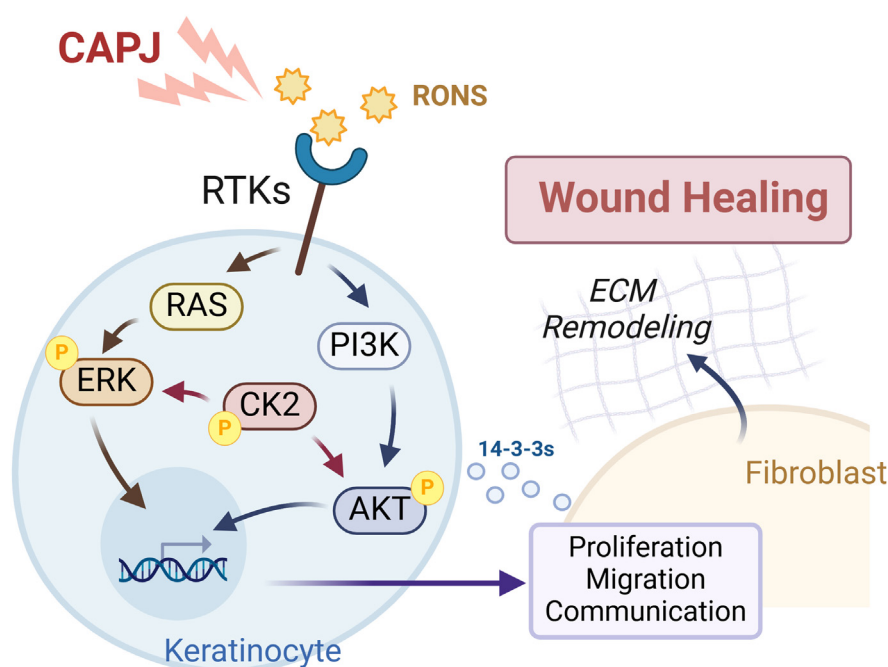 CAPJ
RONS
RTKs
Wound Healing
RAS
ECM
Remodeling
PI3K
P
ERK
CK2
P
14-3-3s
P
AKT
Fibroblast
Proliferation
Migration
Communication
Keratinocyte